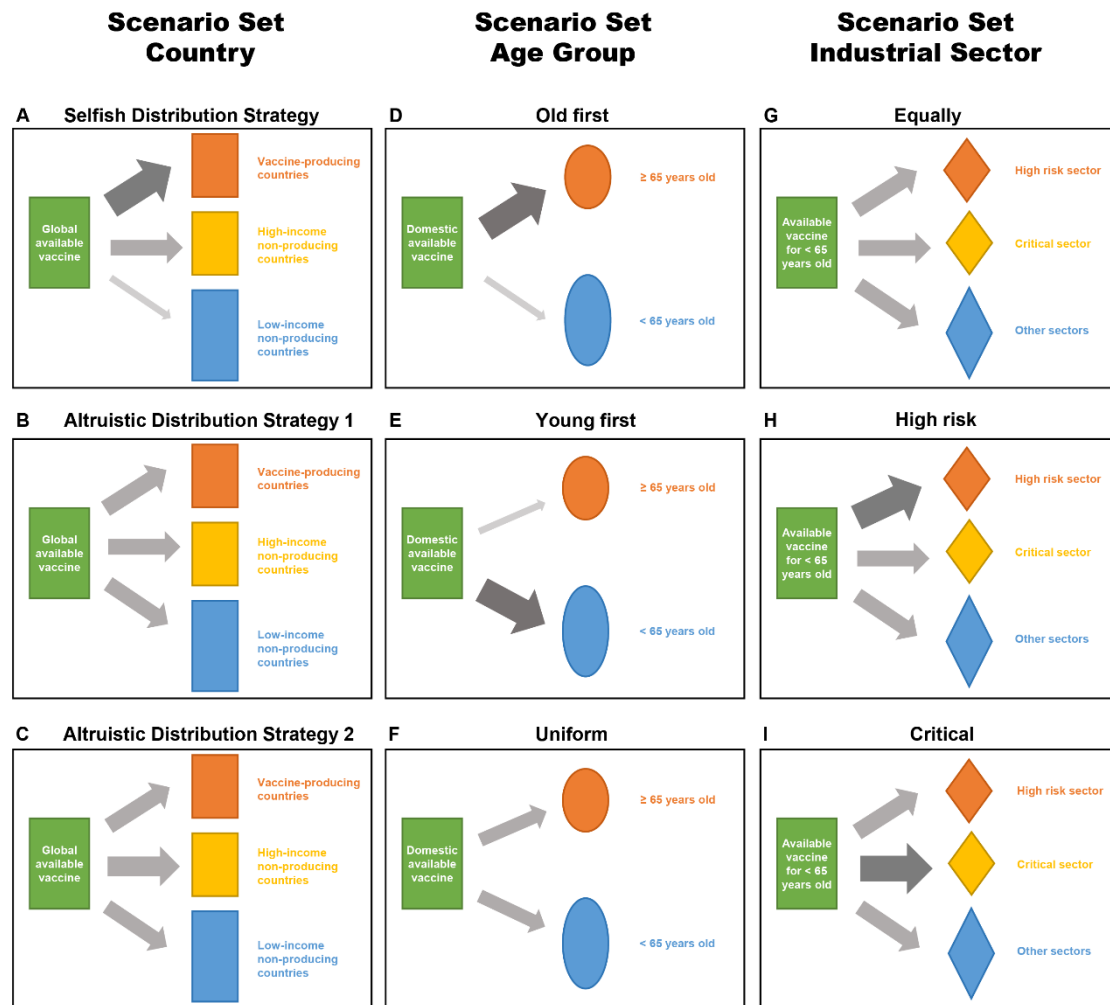 Scenario Set
Country
Scenario Set
Age Group
Scenario Set
Industrial Sector
A
Selfish Distribution Strategy
Global
available
vaccine
Vaccine-producing
countries
High-income
non-producing
countries
Low-income
non-producing
countries
D
Old first
Domestic
available
vaccine
≥ 65 years old
< 65 years old
G
Equally
Available
vaccine
for < 65
years old
High risk sector
Critical sector
Other sectors
B
Altruistic Distribution Strategy 1
Global
available
vaccine
Vaccine-producing
countries
High-income
non-producing
countries
Low-income
non-producing
countries
E
Young first
Domestic
available
vaccine
≥ 65 years old
< 65 years old
H
High risk
Available
vaccine
for < 65
years old
High risk sector
Critical sector
Other sectors
C
Altruistic Distribution Strategy 2
Global
available
vaccine
Vaccine-producing
countries
High-income
non-producing
countries
Low-income
non-producing
countries
F
Uniform
Domestic
available
vaccine
≥ 65 years old
< 65 years old
I
Critical
Available
vaccine
for < 65
years old
High risk sector
Critical sector
Other sectors